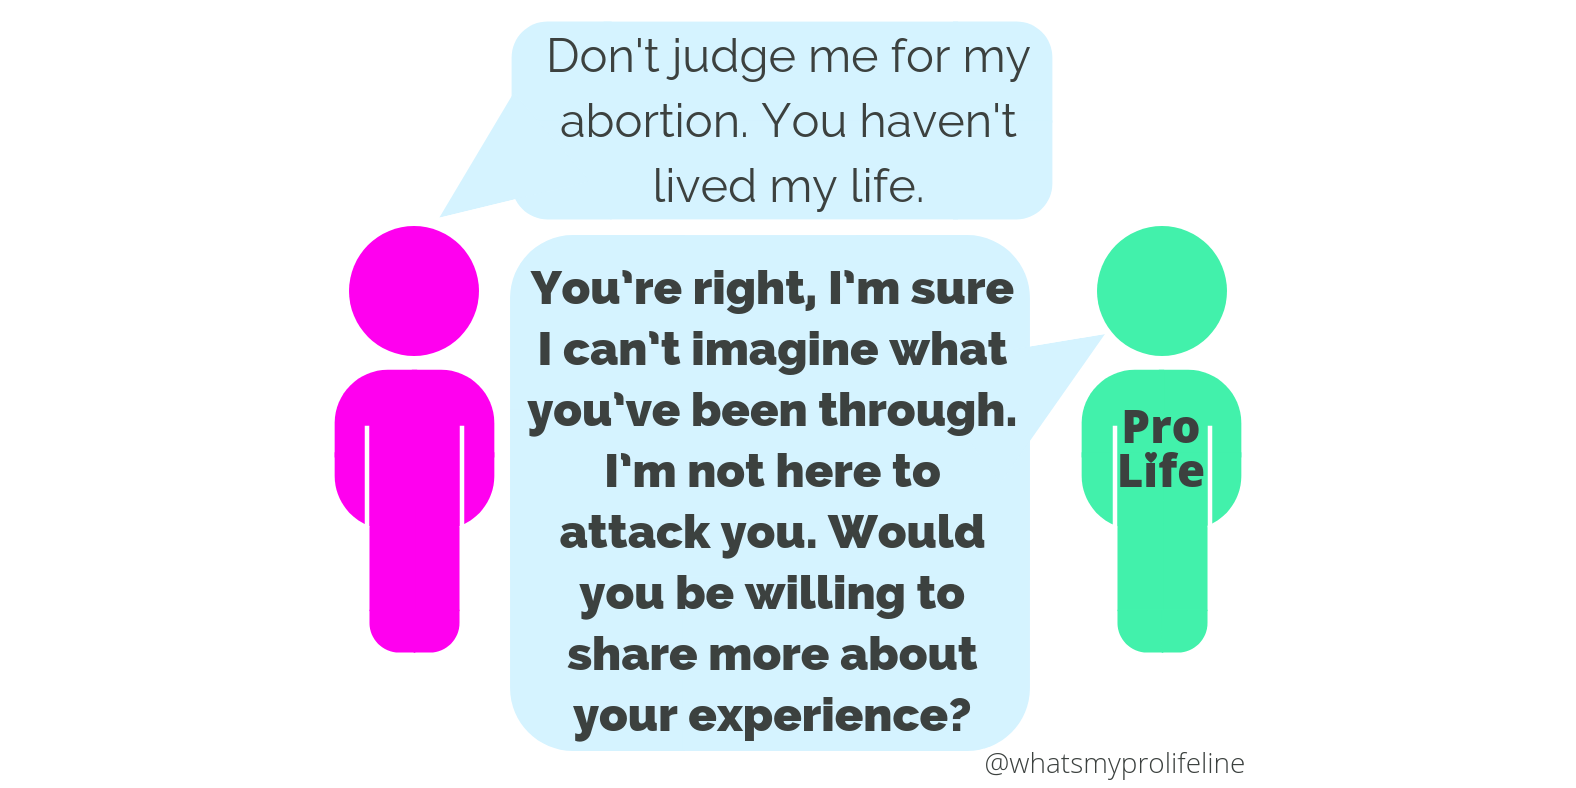 Don't judge me for my
abortion. You haven't
lived my life.
You’re right, I’m sure
I can’t imagine what
you’ve been through.
I’m not here to
attack you. Would
you be willing to
share more about
your experience?
Pro
Life
@whatsmyprolifeline